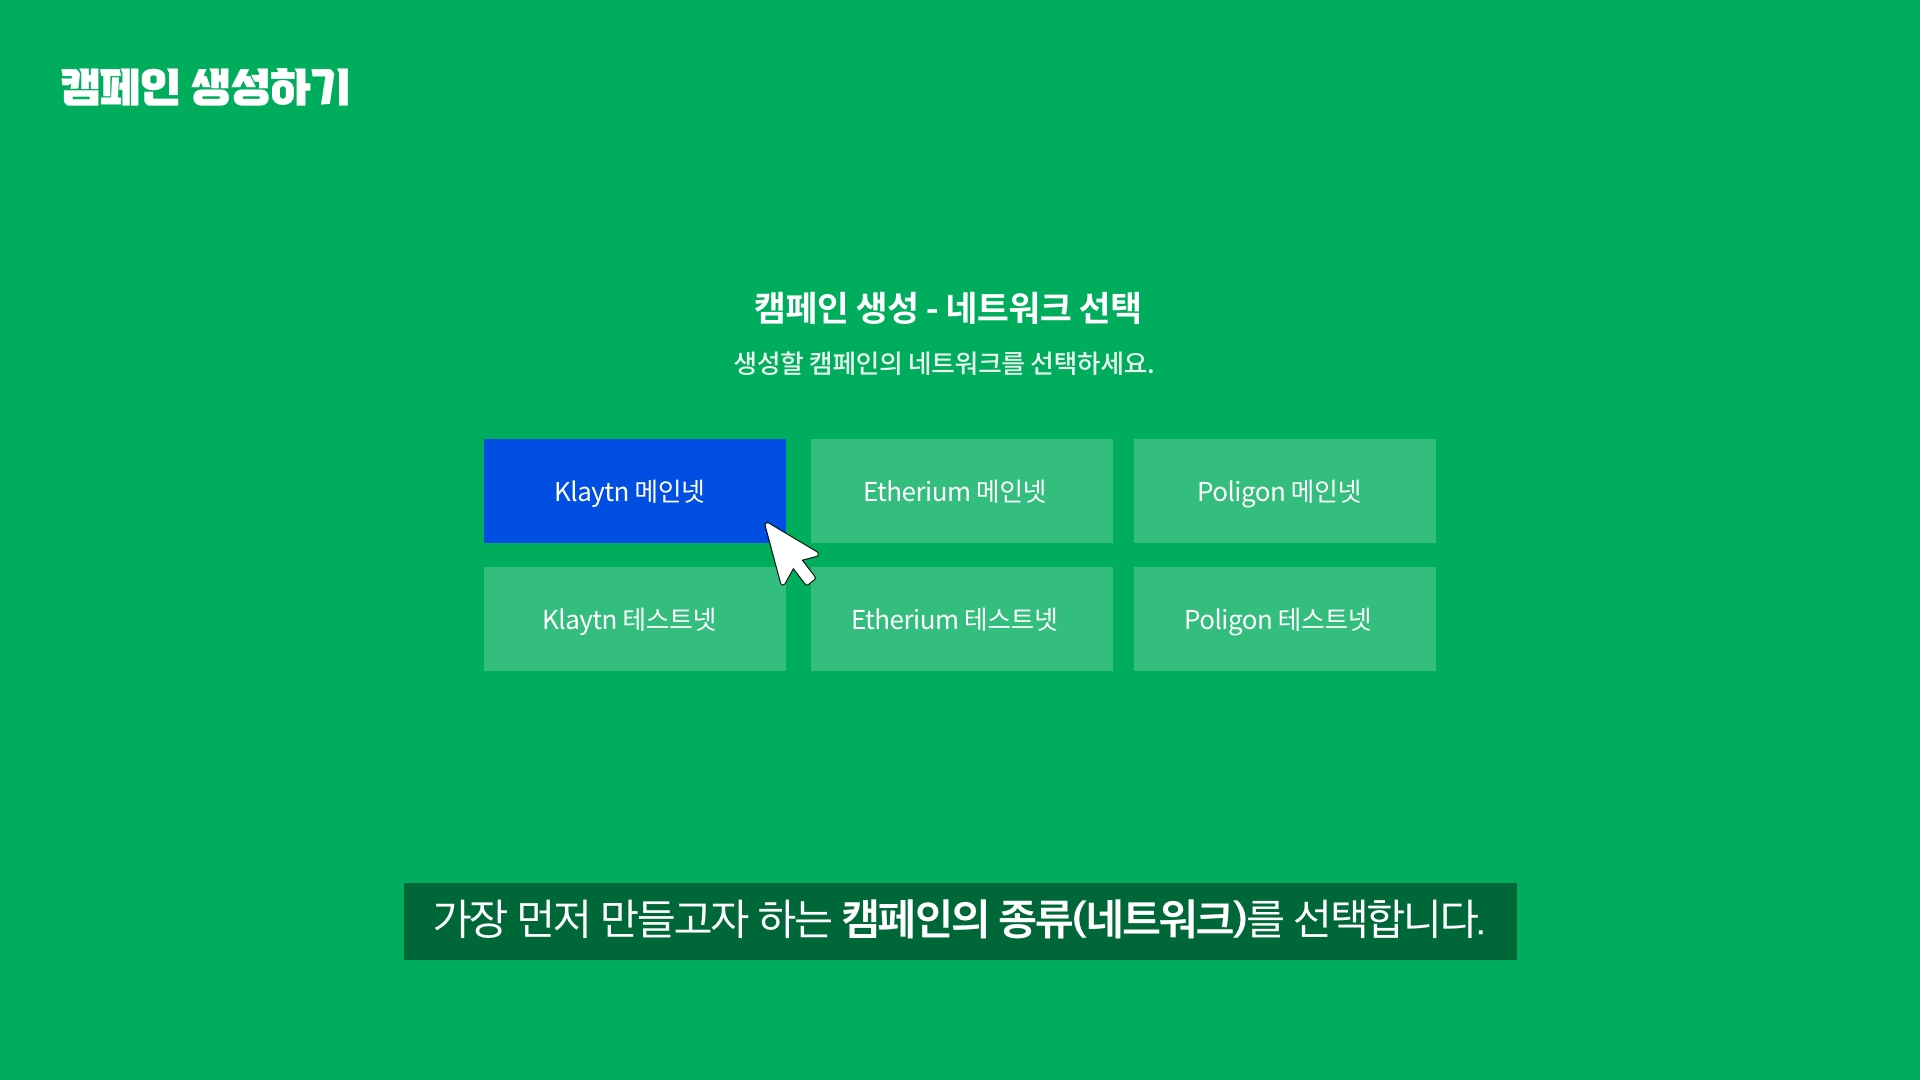 캠페인 생성하기
캠페인 생성 - 네트워크 선택
생성할 캠페인의 네트워크를 선택하세요.
Klaytn 메인넷
Etherium 메인넷
Poligon 메인넷
Klaytn 테스트넷
Etherium 테스트넷
Poligon 테스트넷
가장 먼저 만들고자 하는 캠페인의 종류(네트워크)를 선택합니다.